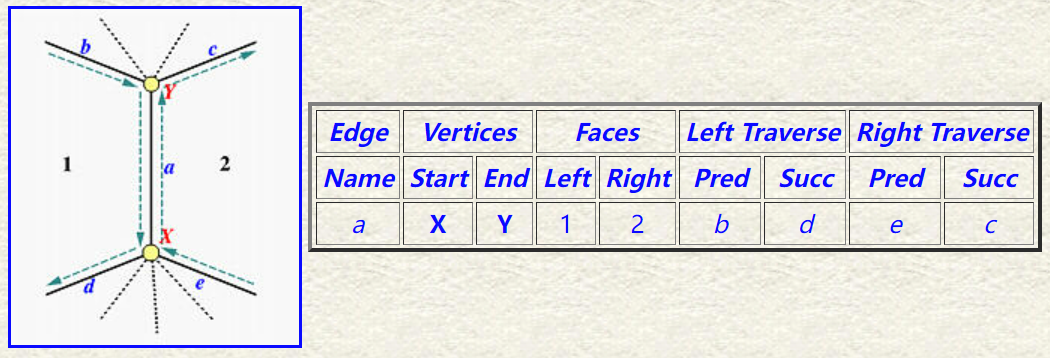 b
c
Y
1
a
2
X
d
e
Edge Vertices Faces Left Traverse Right Traverse
Name Start End Left Right Pred Succ Pred Succ
a X Y 1 2 b d e c